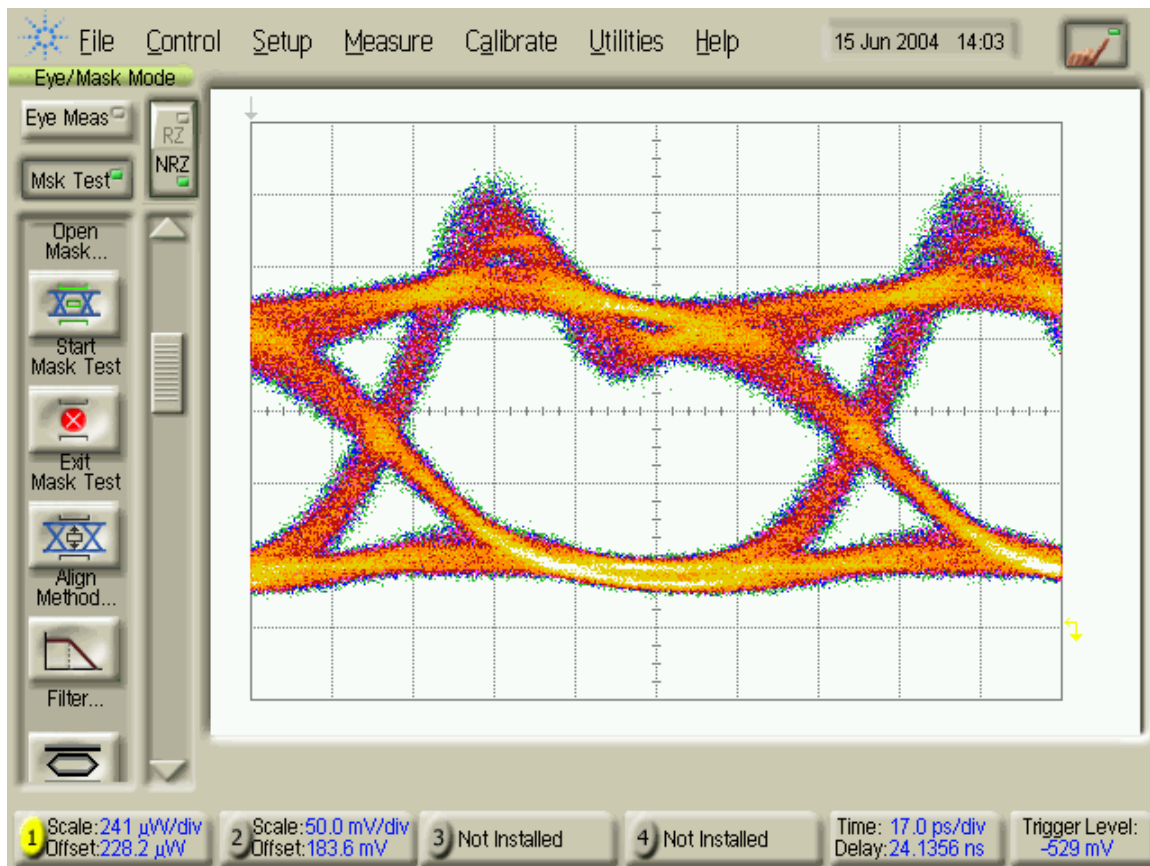 File Control Setup Measure Calibrate Utilities Help 15 Jun 2004 14:03
Eye/Mask Mode
Eye Meas
RZ
NRZ
Msk Test
Open
Mask...
Start
Mask Test
Exit
Mask Test
Align
Method...
Filter...
1 Scale:241 µW/div
Offset:228.2 µW
2 Scale:50.0 mV/div
Offset:183.6 mV
3 Not Installed
4 Not Installed
Time: 17.0 ps/div
Delay:24.1356 ns
Trigger Level:
-529 mV